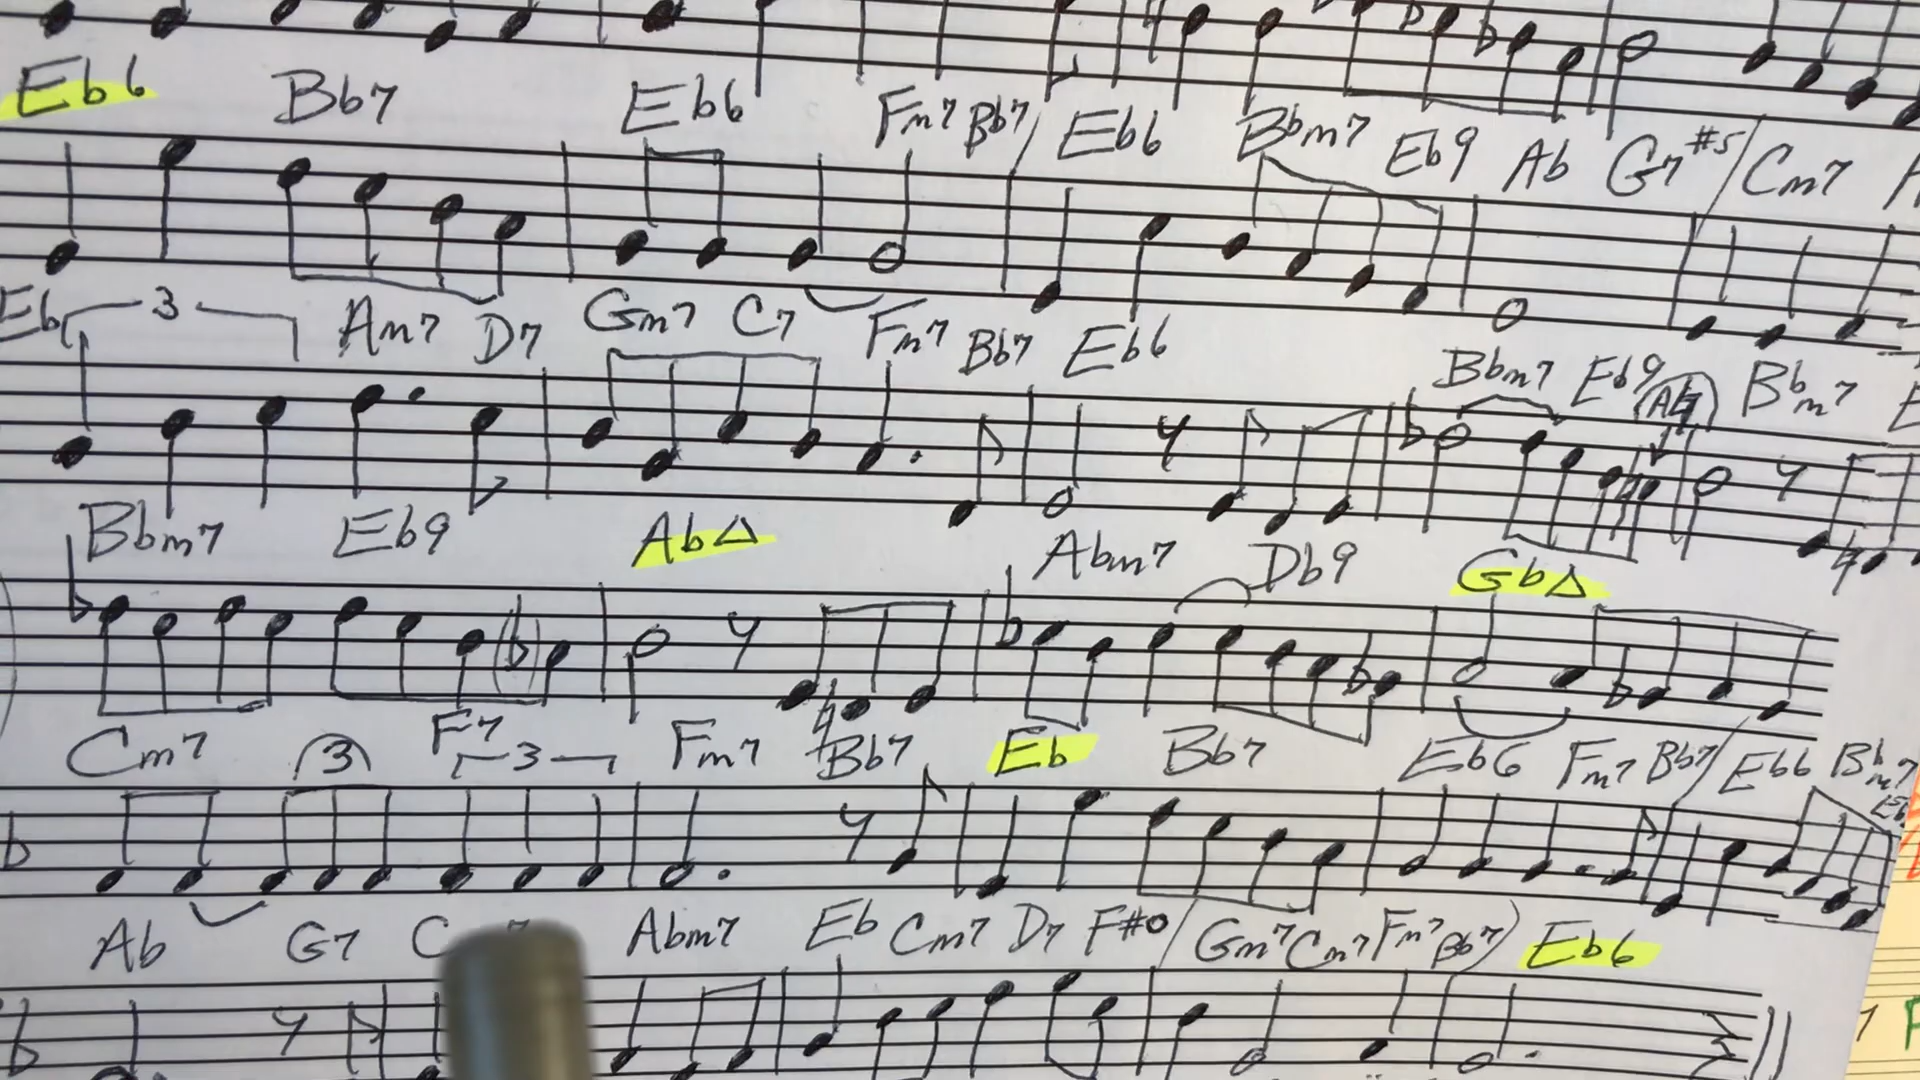 Eb6 Bb7 Eb6 Fm7 Bb7 / Eb6 Bbm7 Eb9 Ab G7#5 / Cm7
Eb 3 Am7 D7 Gm7 C7 Fm7 Bb7 Eb6 Bbm7 Eb9 Bbm7
Bbm7 Eb9 Ab△ Abm7 Db9 Gb△
Cm7 3 F7 3 Fm7 Bb7 Eb Bb7 Eb6 Fm7 Bb7 / Eb6 Bbm7
Ab G7 Abm7 Eb Cm7 D7 F#o / Gm7 Cm7 Fm7 Bb7) Eb6